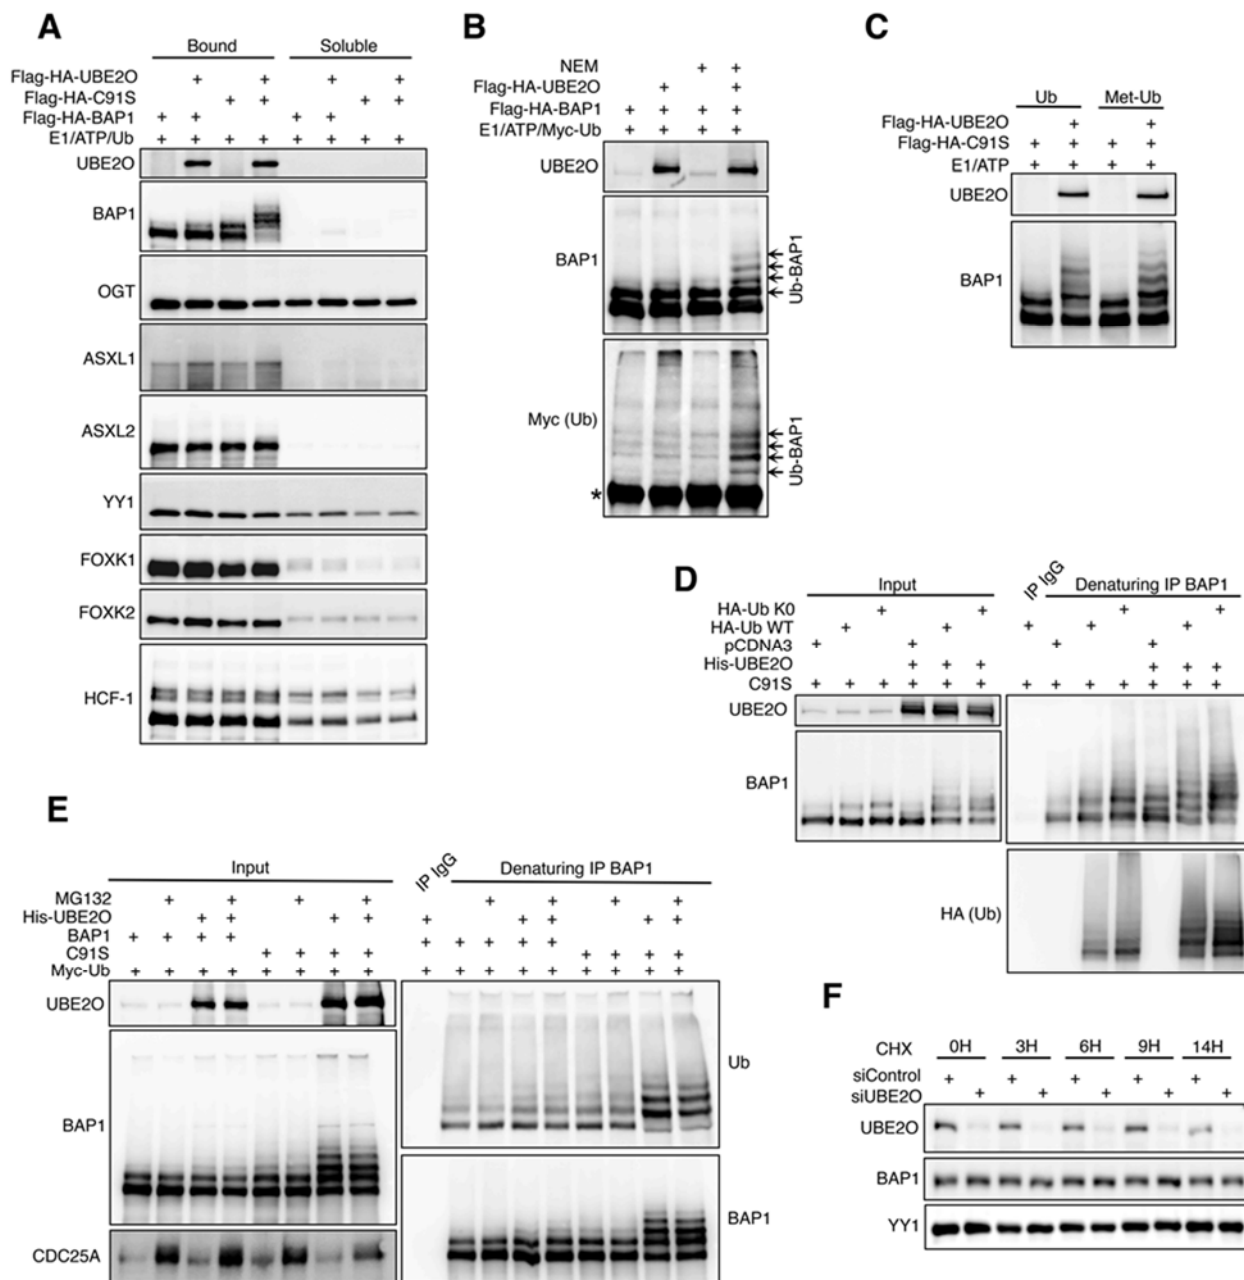 A
Bound Soluble
Flag-HA-UBE2O + + + +
Flag-HA-C91S + + + +
Flag-HA-BAP1 + + + +
E1/ATP/Ub + + + + + + + +
UBE2O
BAP1
OGT
ASXL1
ASXL2
YY1
FOXK1
FOXK2
HCF-1
B
NEM + +
Flag-HA-UBE2O + +
Flag-HA-BAP1 + + + +
E1/ATP/Myc-Ub + + + +
UBE2O
BAP1
Ub-BAP1
Myc (Ub)
Ub-BAP1
*
C
Ub Met-Ub
Flag-HA-UBE2O + +
Flag-HA-C91S + + + +
E1/ATP + + + +
UBE2O
BAP1
D
Input IP IgG Denaturing IP BAP1
HA-Ub K0 + + + +
HA-Ub WT + + + + +
pCDNA3 + + + +
His-UBE2O + + + + + +
C91S + + + + + + + + + + + + +
UBE2O
BAP1
HA (Ub)
E
Input IP IgG Denaturing IP BAP1
MG132 + + + + + + + +
His-UBE2O + + + + + + + + +
BAP1 + + + + + + + + +
C91S + + + + + + + +
Myc-Ub + + + + + + + + + + + + + + + + +
UBE2O
BAP1
CDC25A
Ub
BAP1
F
CHX 0H 3H 6H 9H 14H
siControl + + + + +
siUBE2O + + + + +
UBE2O
BAP1
YY1